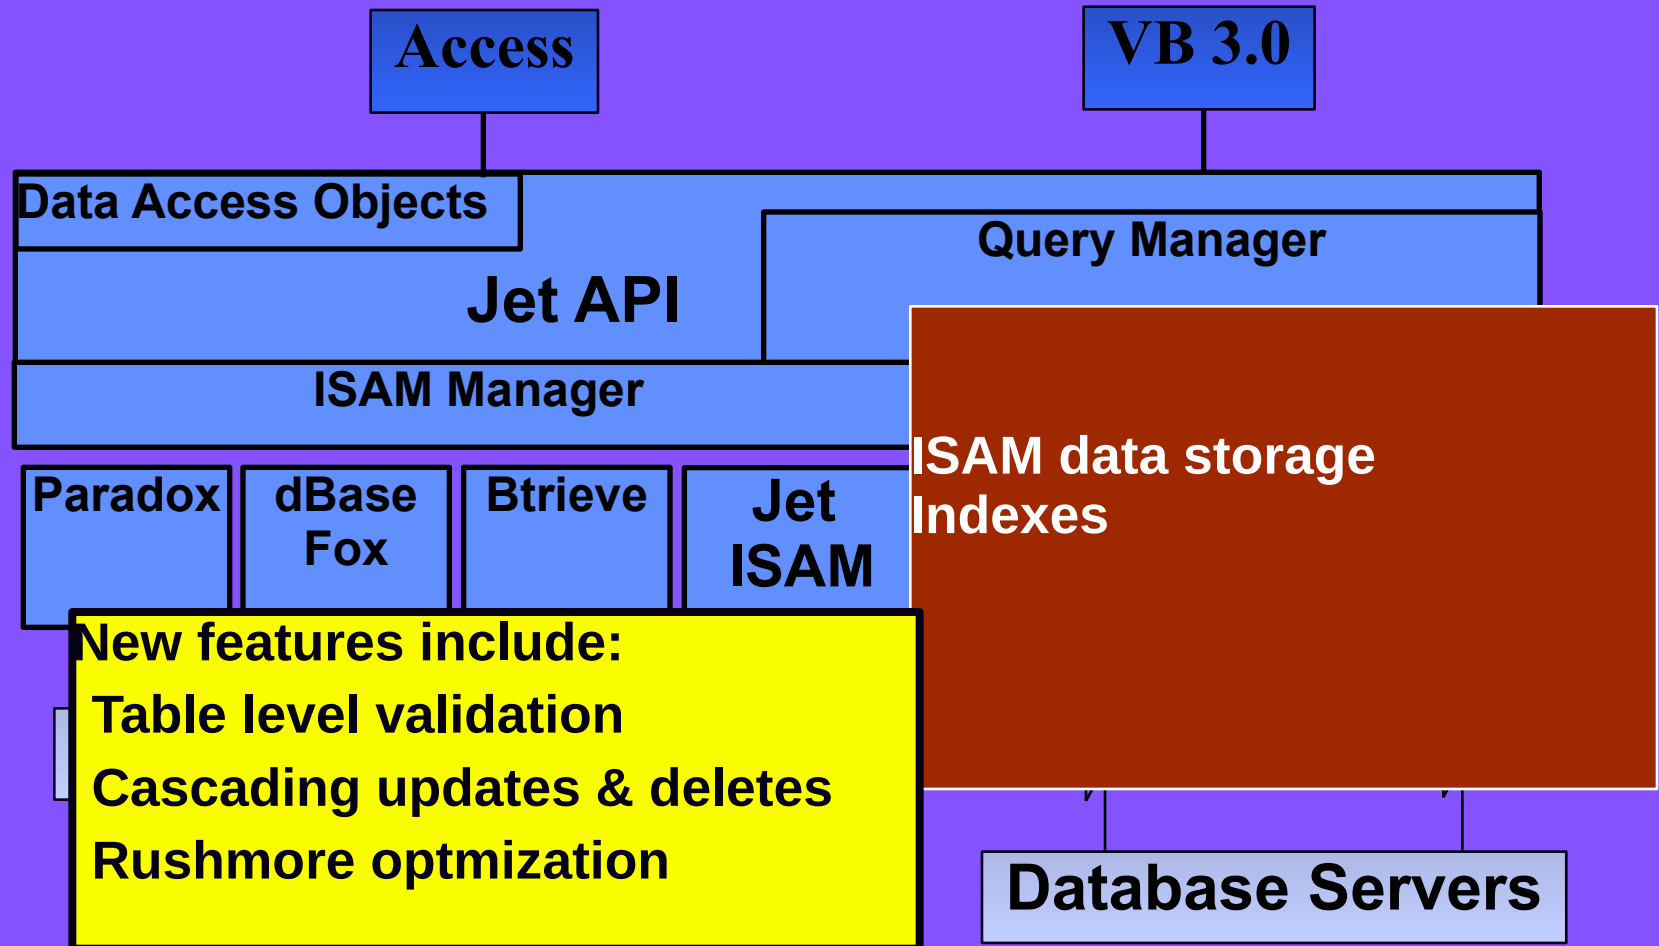 Access
VB 3.0
Data Access Objects
Query Manager
Jet API
ISAM Manager
Paradox
dBase
Fox
Btrieve
Jet
ISAM
ISAM data storage
Indexes
New features include:
Table level validation
Cascading updates & deletes
Rushmore optmization
Database Servers